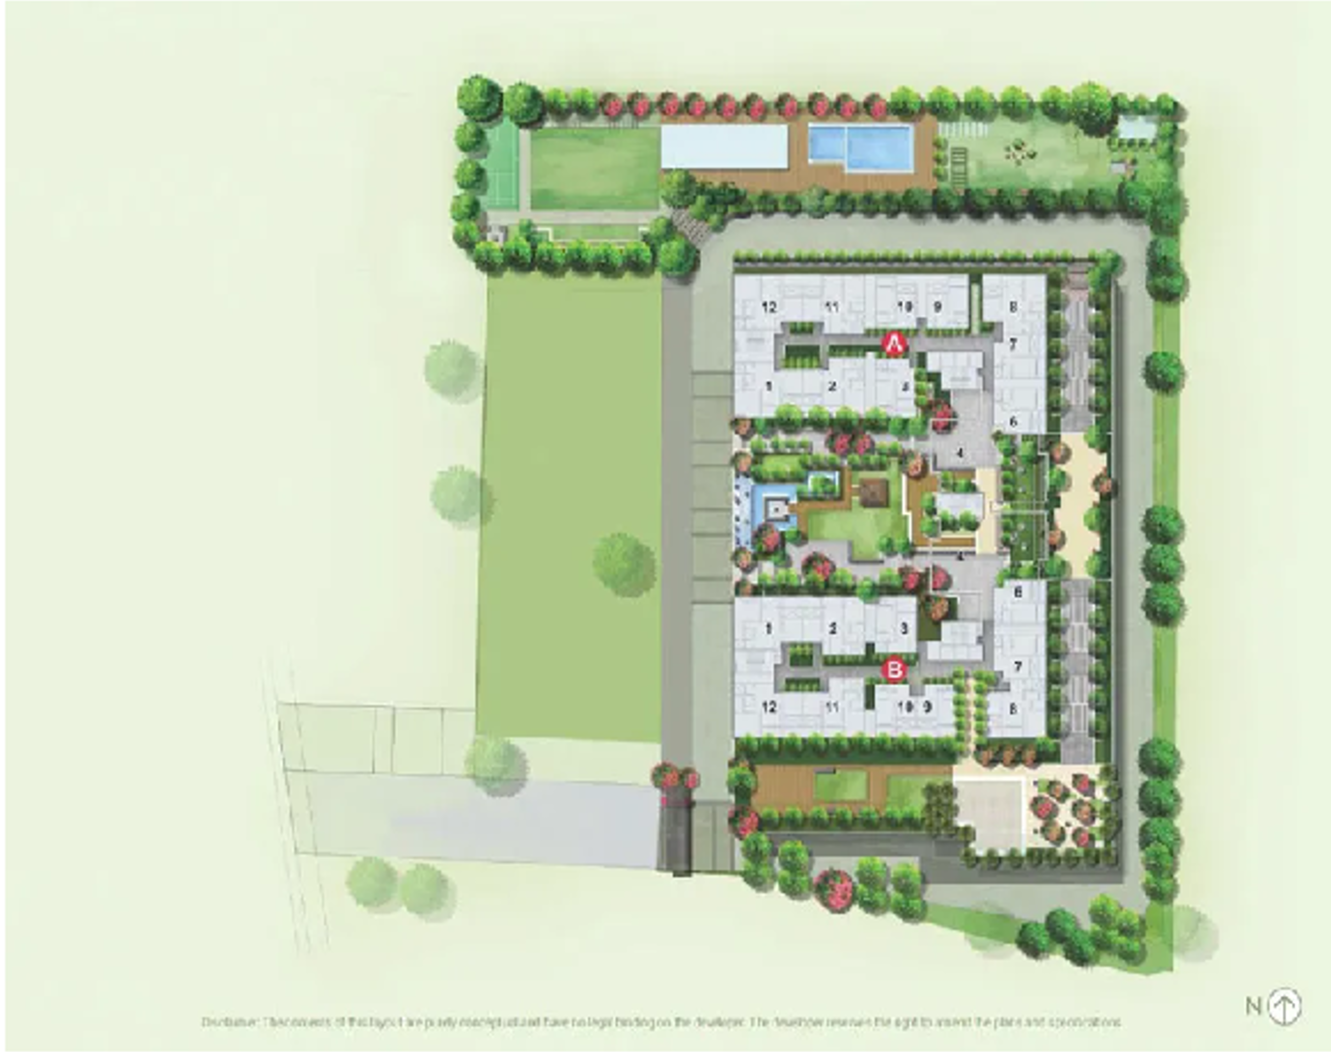 12 11 10 9 8
A
7
1 2 3
6
4
4
6
1 2 3
B
7
12 11 10 9 8
N
Disclaimer: The contents of this layout are purely conceptual and have no legal binding on the developer. The developer reserves the right to amend the plans and specifications.